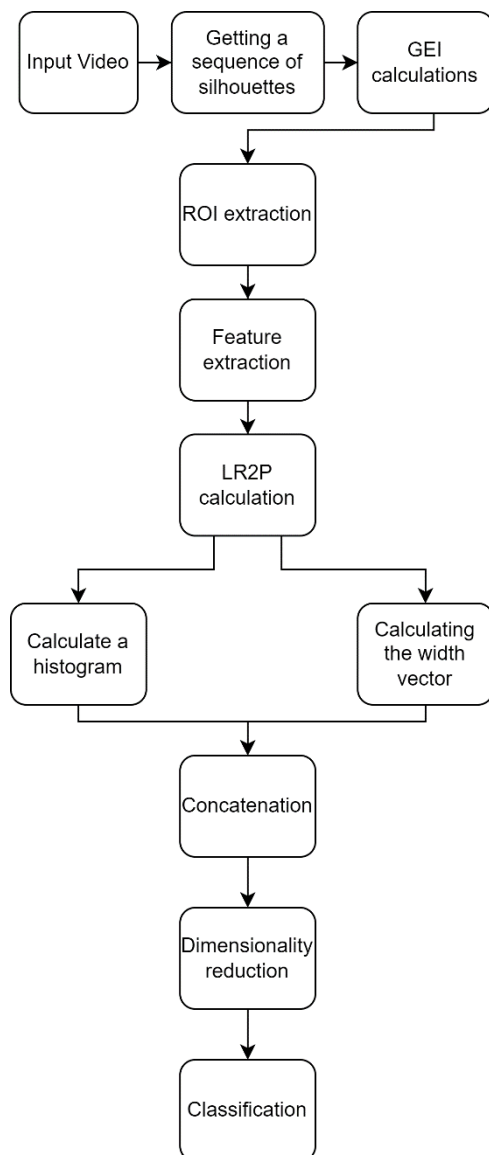 Input Video
Getting a
sequence of
silhouettes
GEI
calculations
ROI extraction
Feature
extraction
LR2P
calculation
Calculate a
histogram
Calculating
the width
vector
Concatenation
Dimensionality
reduction
Classification